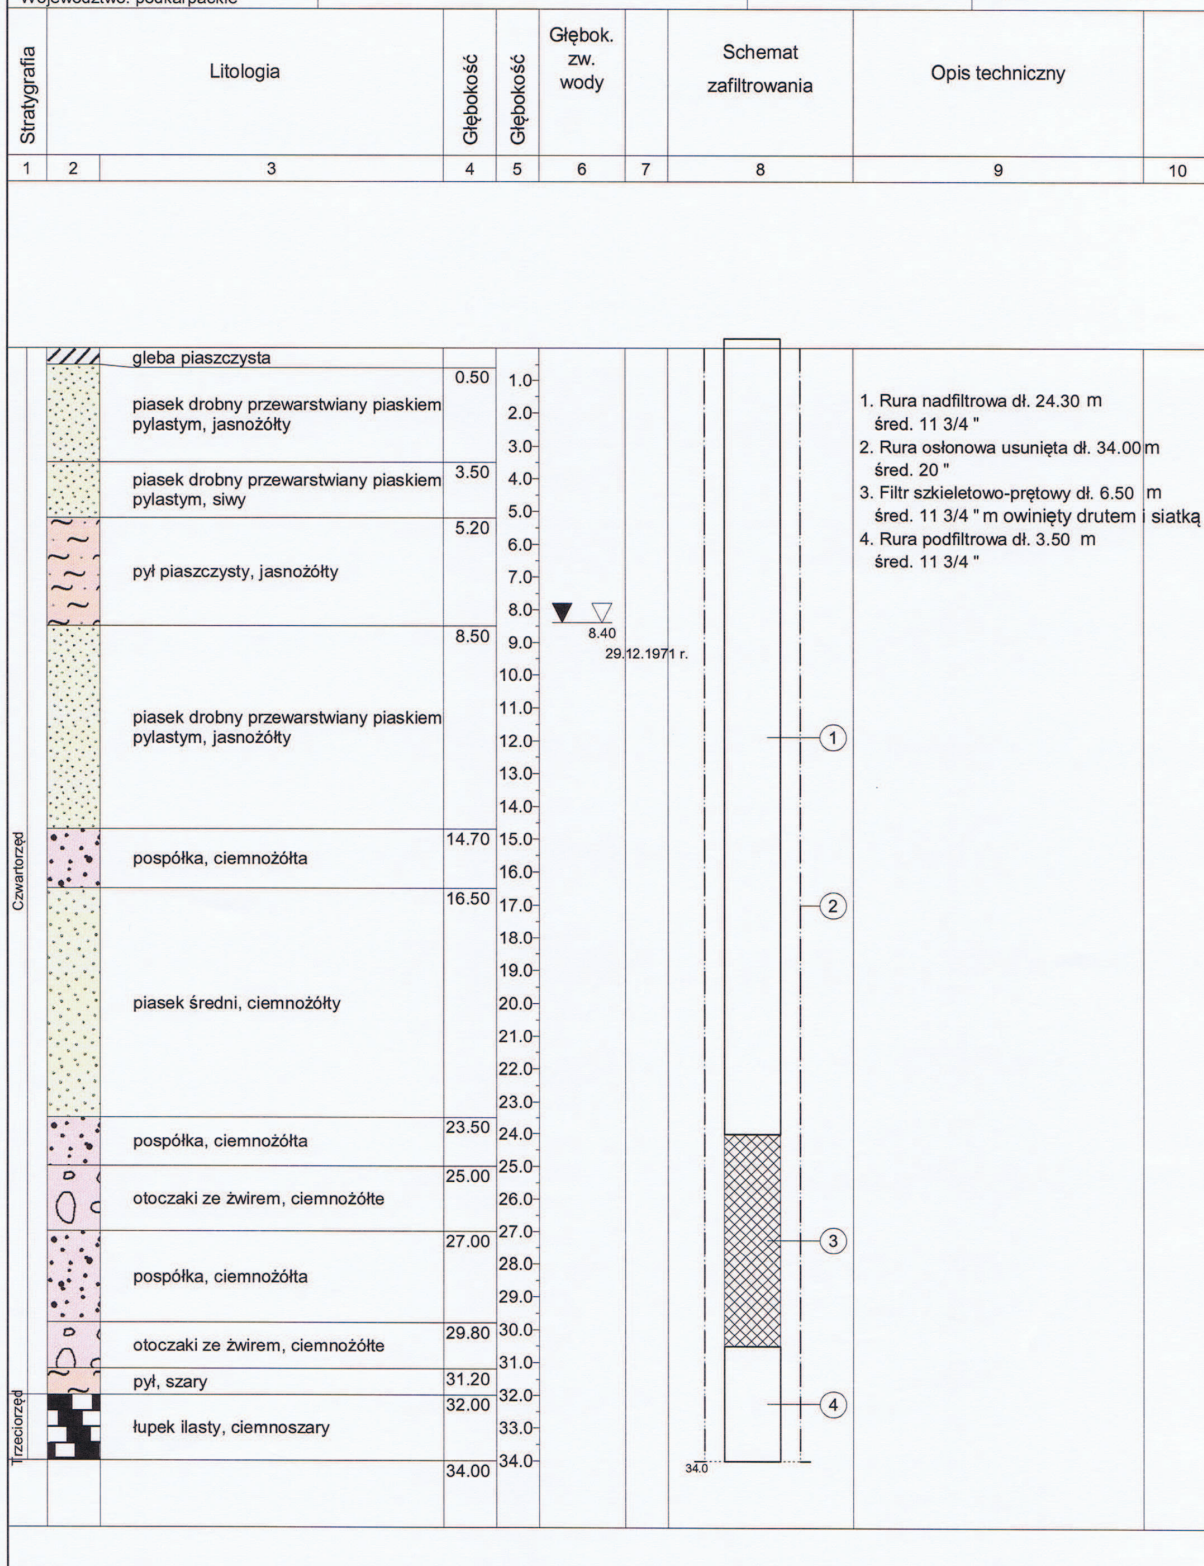 Województwo: podkarpackie
Stratygrafia
Litologia
Głębokość
Głębokość
Głębok.
zw.
wody
Schemat
zafiltrowania
Opis techniczny
1 2 3 4 5 6 7 8 9 10
gleba piaszczysta
0.50
piasek drobny przewarstwiany piaskiem
pylastym, jasnożółty
3.50
piasek drobny przewarstwiany piaskiem
pylastym, siwy
5.20
pył piaszczysty, jasnożółty
8.50
piasek drobny przewarstwiany piaskiem
pylastym, jasnożółty
14.70
pospółka, ciemnożółta
16.50
piasek średni, ciemnożółty
23.50
pospółka, ciemnożółta
25.00
otoczaki ze żwirem, ciemnożółte
27.00
pospółka, ciemnożółta
29.80
otoczaki ze żwirem, ciemnożółte
31.20
pył, szary
32.00
łupek ilasty, ciemnoszary
34.00
Czwartorzęd
Trzeciorzęd
1.0
2.0
3.0
4.0
5.0
6.0
7.0
8.0
9.0
10.0
11.0
12.0
13.0
14.0
15.0
16.0
17.0
18.0
19.0
20.0
21.0
22.0
23.0
24.0
25.0
26.0
27.0
28.0
29.0
30.0
31.0
32.0
33.0
34.0
8.40
29.12.1971 r.
1
2
3
4
34.0
1. Rura nadfiltrowa dł. 24.30 m
śred. 11 3/4 "
2. Rura osłonowa usunięta dł. 34.00 m
śred. 20 "
3. Filtr szkieletowo-prętowy dł. 6.50 m
śred. 11 3/4 " m owinięty drutem i siatką
4. Rura podfiltrowa dł. 3.50 m
śred. 11 3/4 "